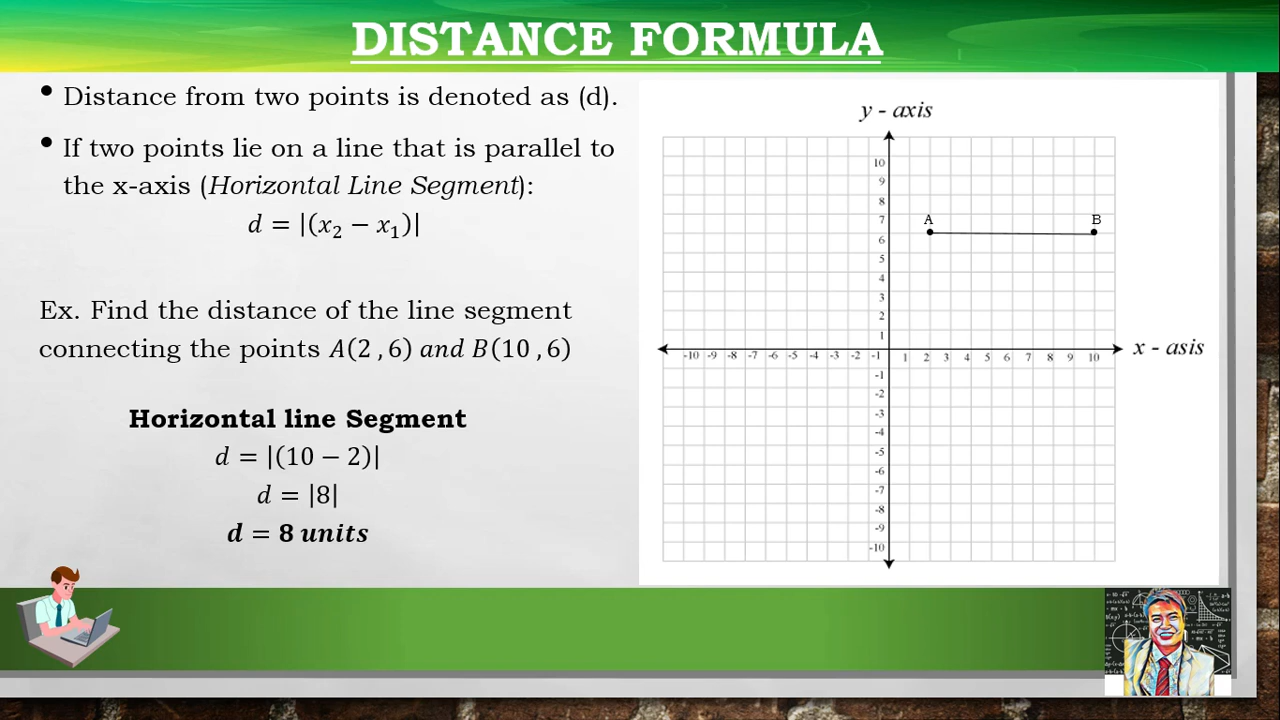 DISTANCE FORMULA
• Distance from two points is denoted as (d).
• If two points lie on a line that is parallel to
the x-axis (Horizontal Line Segment):
d = |(x₂ − x₁)|
Ex. Find the distance of the line segment
connecting the points A(2 , 6) and B(10 , 6)
Horizontal line Segment
d = |(10 − 2)|
d = |8|
d = 8 units
y - axis
10
9
8
7
A B
6
5
4
3
2
1
x - asis
-10 -9 -8 -7 -6 -5 -4 -3 -2 -1 1 2 3 4 5 6 7 8 9 10
-1
-2
-3
-4
-5
-6
-7
-8
-9
-10